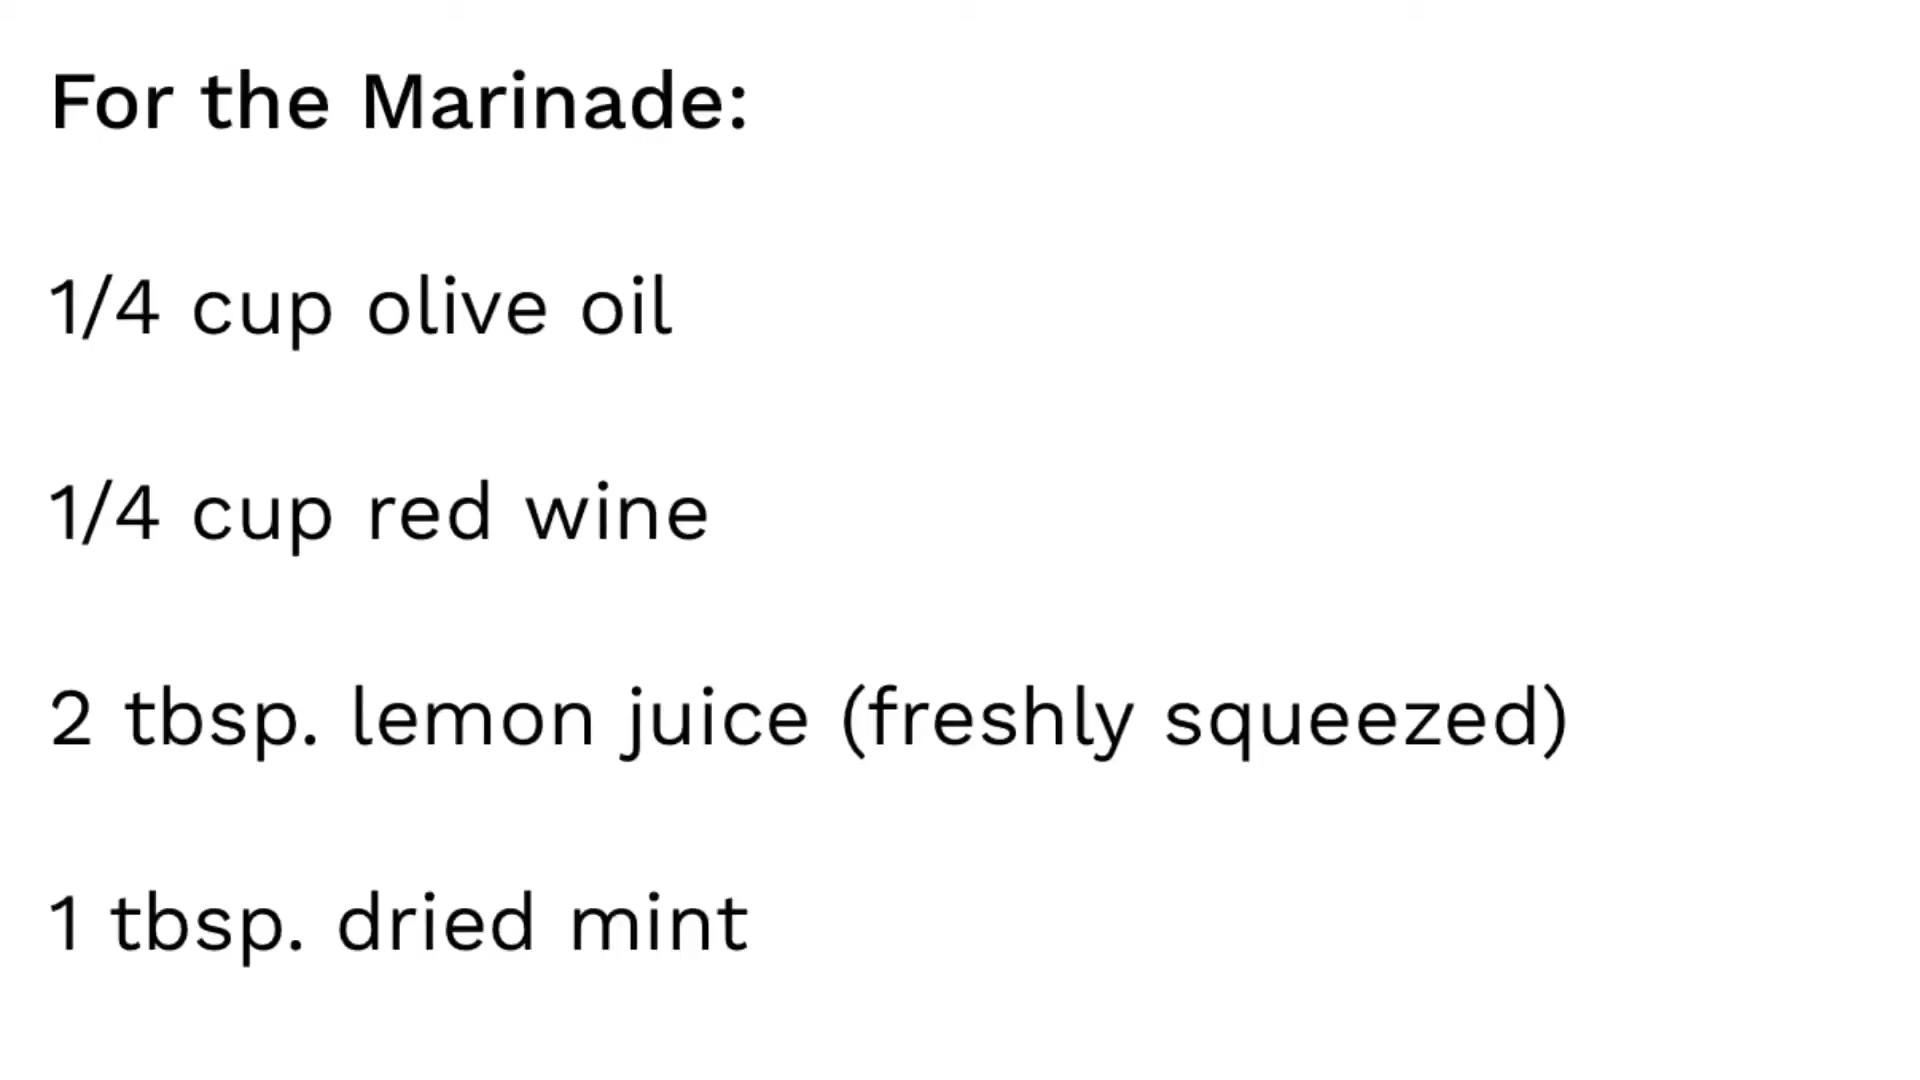 For the Marinade:
1/4 cup olive oil
1/4 cup red wine
2 tbsp. lemon juice (freshly squeezed)
1 tbsp. dried mint